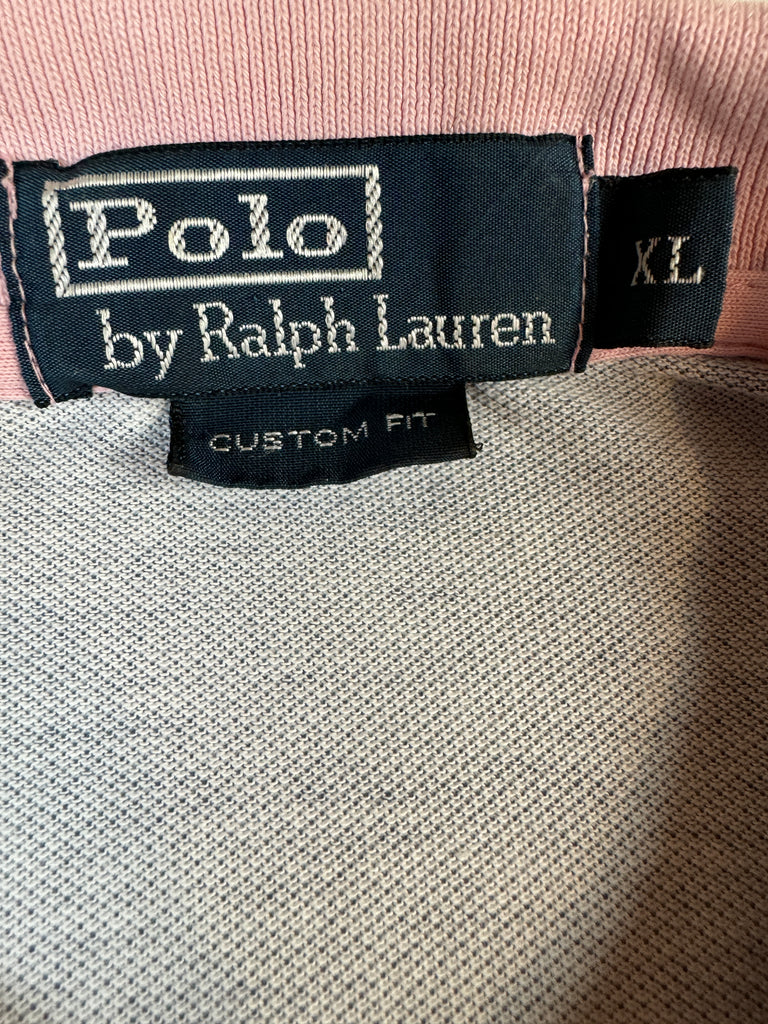 Polo
by Ralph Lauren
XL
CUSTOM FIT